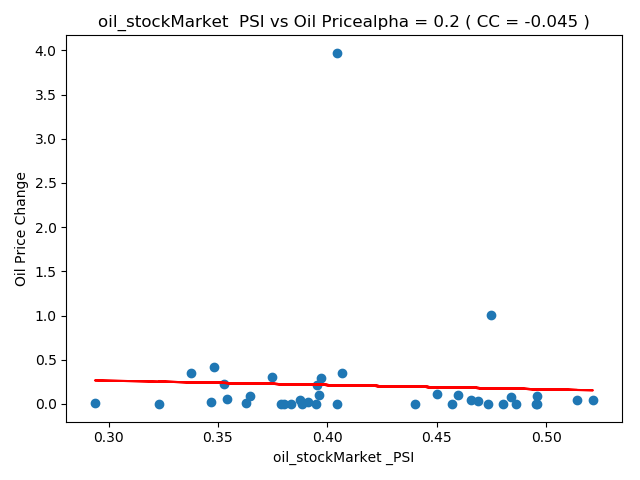 oil_stockMarket  PSI vs Oil Pricealpha = 0.2 ( CC = -0.045 )
4.0
3.5
3.0
2.5
2.0
1.5
1.0
0.5
0.0
Oil Price Change
0.30 0.35 0.40 0.45 0.50
oil_stockMarket _PSI